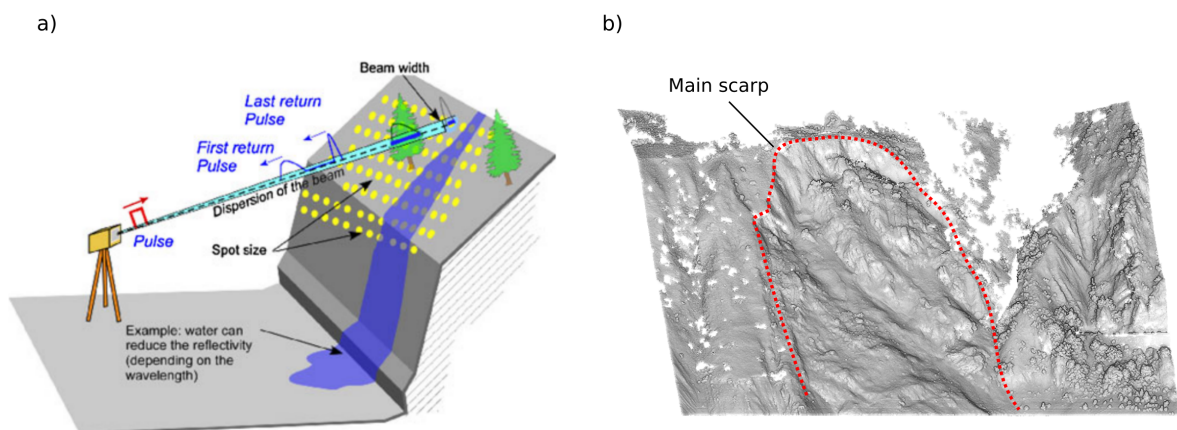 a)
Beam width
Last return
Pulse
First return
Pulse
Dispersion of the beam
Pulse
Spot size
Example: water can
reduce the reflectivity
(depending on the
wavelength)
b)
Main scarp